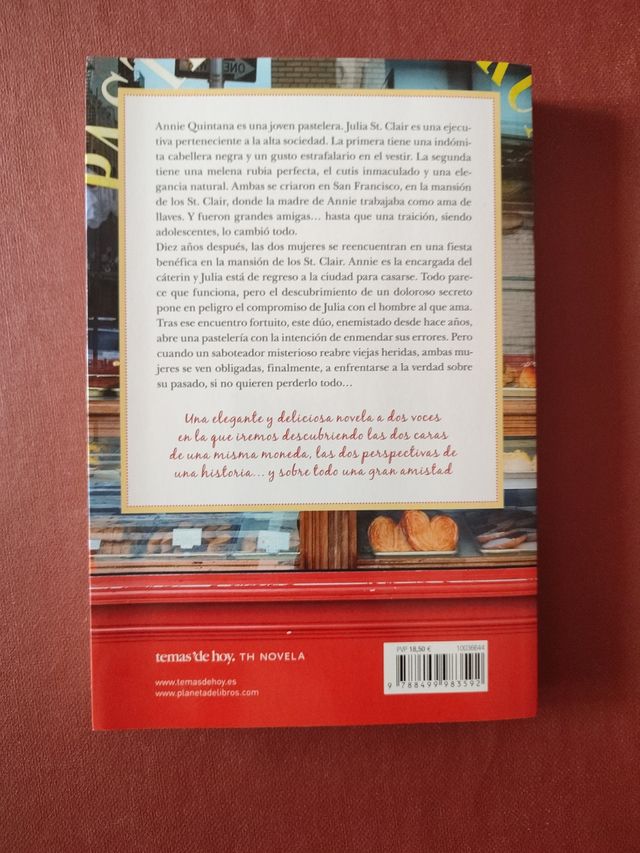 ONE
Annie Quintana es una joven pastelera. Julia St. Clair es una ejecu-
tiva perteneciente a la alta sociedad. La primera tiene una indómi-
ta cabellera negra y un gusto estrafalario en el vestir. La segunda
tiene una melena rubia perfecta, el cutis inmaculado y una ele-
gancia natural. Ambas se criaron en San Francisco, en la mansión
de los St. Clair, donde la madre de Annie trabajaba como ama de
llaves. Y fueron grandes amigas… hasta que una traición, siendo
adolescentes, lo cambió todo.
Diez años después, las dos mujeres se reencuentran en una fiesta
benéfica en la mansión de los St. Clair. Annie es la encargada del
cáterin y Julia está de regreso a la ciudad para casarse. Todo pare-
ce que funciona, pero el descubrimiento de un doloroso secreto
pone en peligro el compromiso de Julia con el hombre al que ama.
Tras ese encuentro fortuito, este dúo, enemistado desde hace años,
abre una pastelería con la intención de enmendar sus errores. Pero
cuando un saboteador misterioso reabre viejas heridas, ambas mu-
jeres se ven obligadas, finalmente, a enfrentarse a la verdad sobre
su pasado, si no quieren perderlo todo…
Una elegante y deliciosa novela a dos voces
en la que iremos descubriendo las dos caras
de una misma moneda, las dos perspectivas de
una historia... y sobre todo una gran amistad
temas'de hoy. TH NOVELA
www.temasdehoy.es
www.planetadelibros.com
PVP 18,50 € 10036644
9 788499 983592